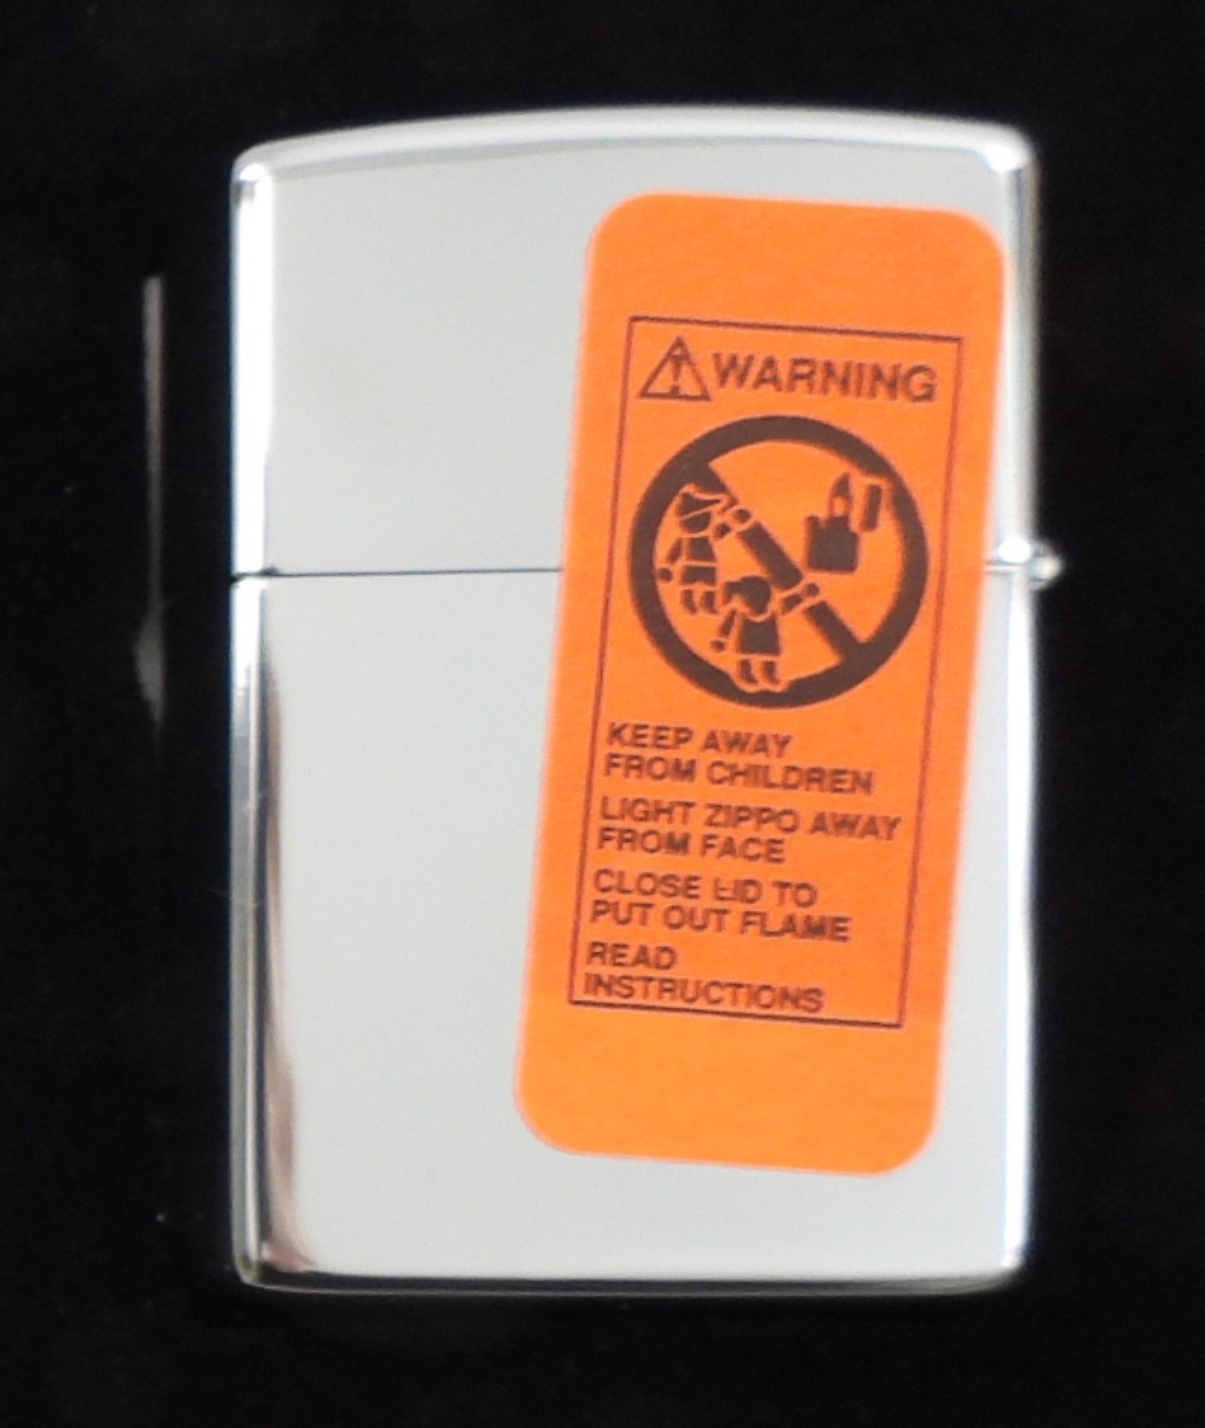 WARNING
KEEP AWAY
FROM CHILDREN
LIGHT ZIPPO AWAY
FROM FACE
CLOSE LID TO
PUT OUT FLAME
READ
INSTRUCTIONS